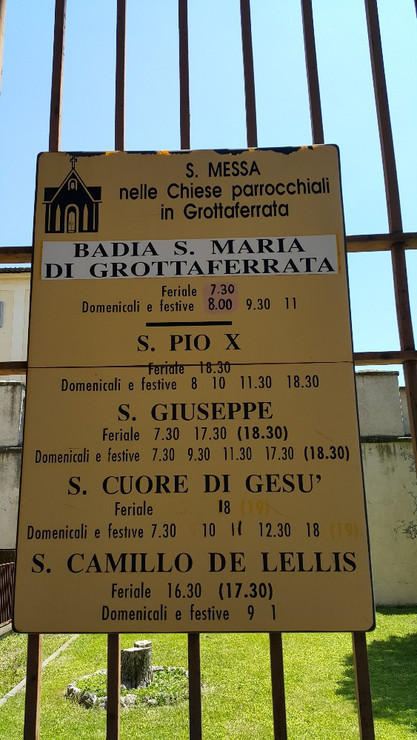 S. MESSA
nelle Chiese parrocchiali
in Grottaferrata
BADIA S. MARIA
DI GROTTAFERRATA
Feriale 7.30
Domenicali e festive 8.00 9.30 11
S. PIO X
Feriale 18.30
Domenicali e festive 8 10 11.30 18.30
S. GIUSEPPE
Feriale 7.30 17.30 (18.30)
Domenicali e festive 7.30 9.30 11.30 17.30 (18.30)
S. CUORE DI GESU'
Feriale 18 (19)
Domenicali e festive 7.30 10 11 12.30 18 (19)
S. CAMILLO DE LELLIS
Feriale 16.30 (17.30)
Domenicali e festive 9 1